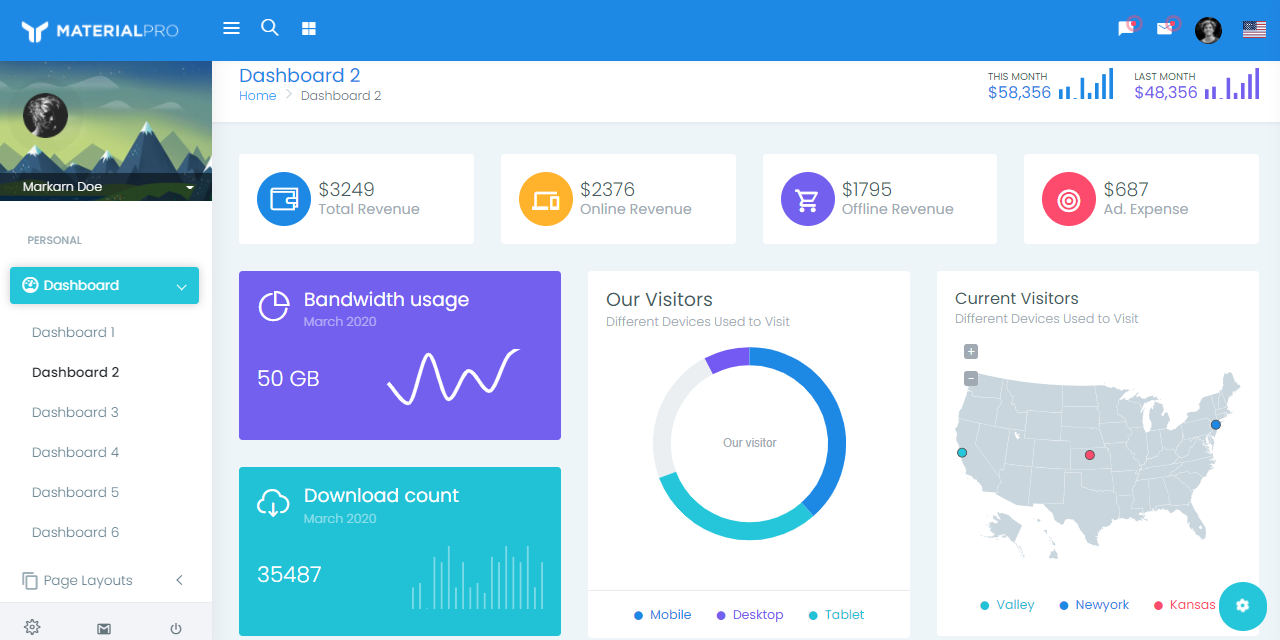 MATERIALPRO
Dashboard 2
Home Dashboard 2
THIS MONTH
$58,356
LAST MONTH
$48,356
Markarn Doe
PERSONAL
Dashboard
Dashboard 1
Dashboard 2
Dashboard 3
Dashboard 4
Dashboard 5
Dashboard 6
Page Layouts
$3249
Total Revenue
$2376
Online Revenue
$1795
Offline Revenue
$687
Ad. Expense
Bandwidth usage
March 2020
50 GB
Download count
March 2020
35487
Our Visitors
Different Devices Used to Visit
Our visitor
Mobile Desktop Tablet
Current Visitors
Different Devices Used to Visit
+
−
Valley Newyork Kansas